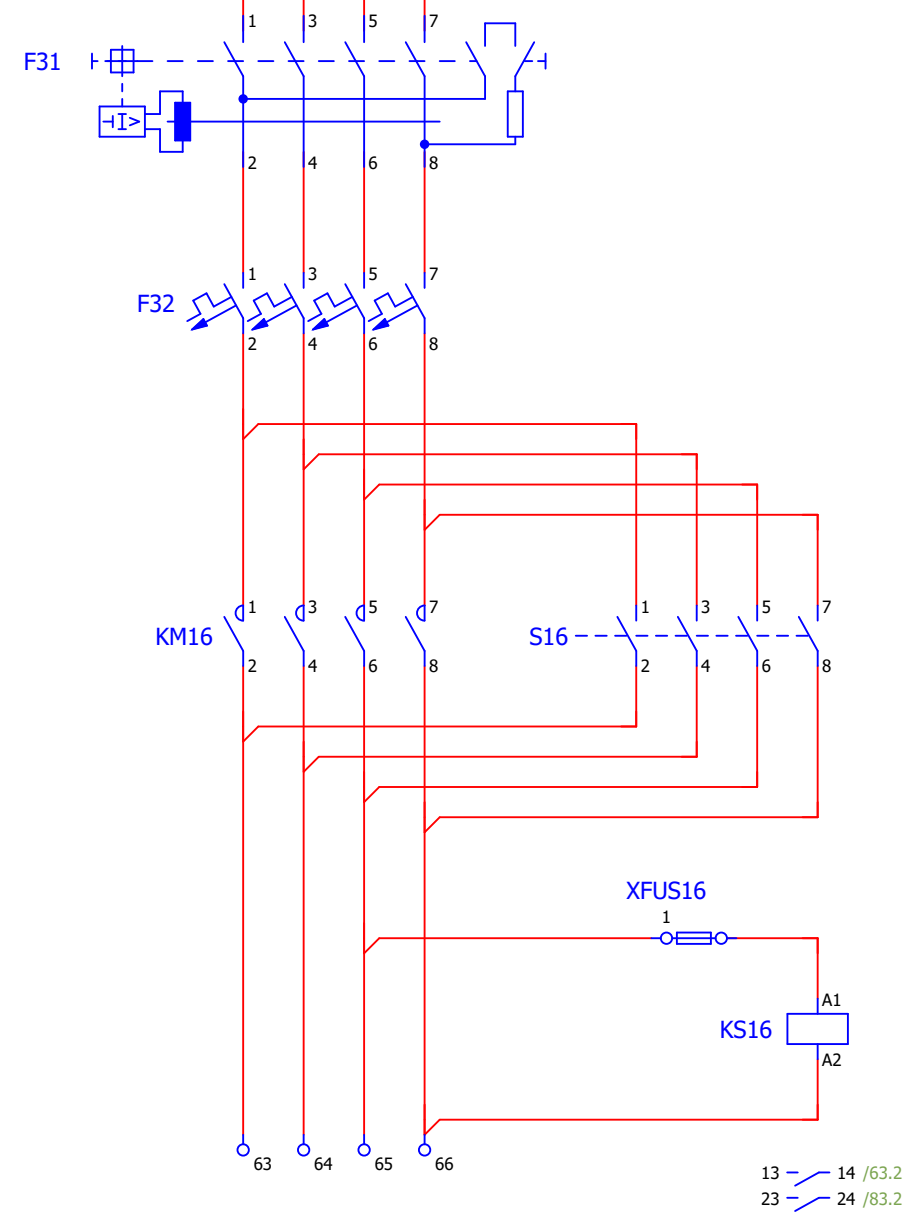 1 3 5 7
F31
I>
2 4 6 8
1 3 5 7
F32
2 4 6 8
1 3 5 7 1 3 5 7
KM16 S16
2 4 6 8 2 4 6 8
XFUS16
1
A1
KS16
A2
63 64 65 66
13 14 /63.2
23 24 /83.2